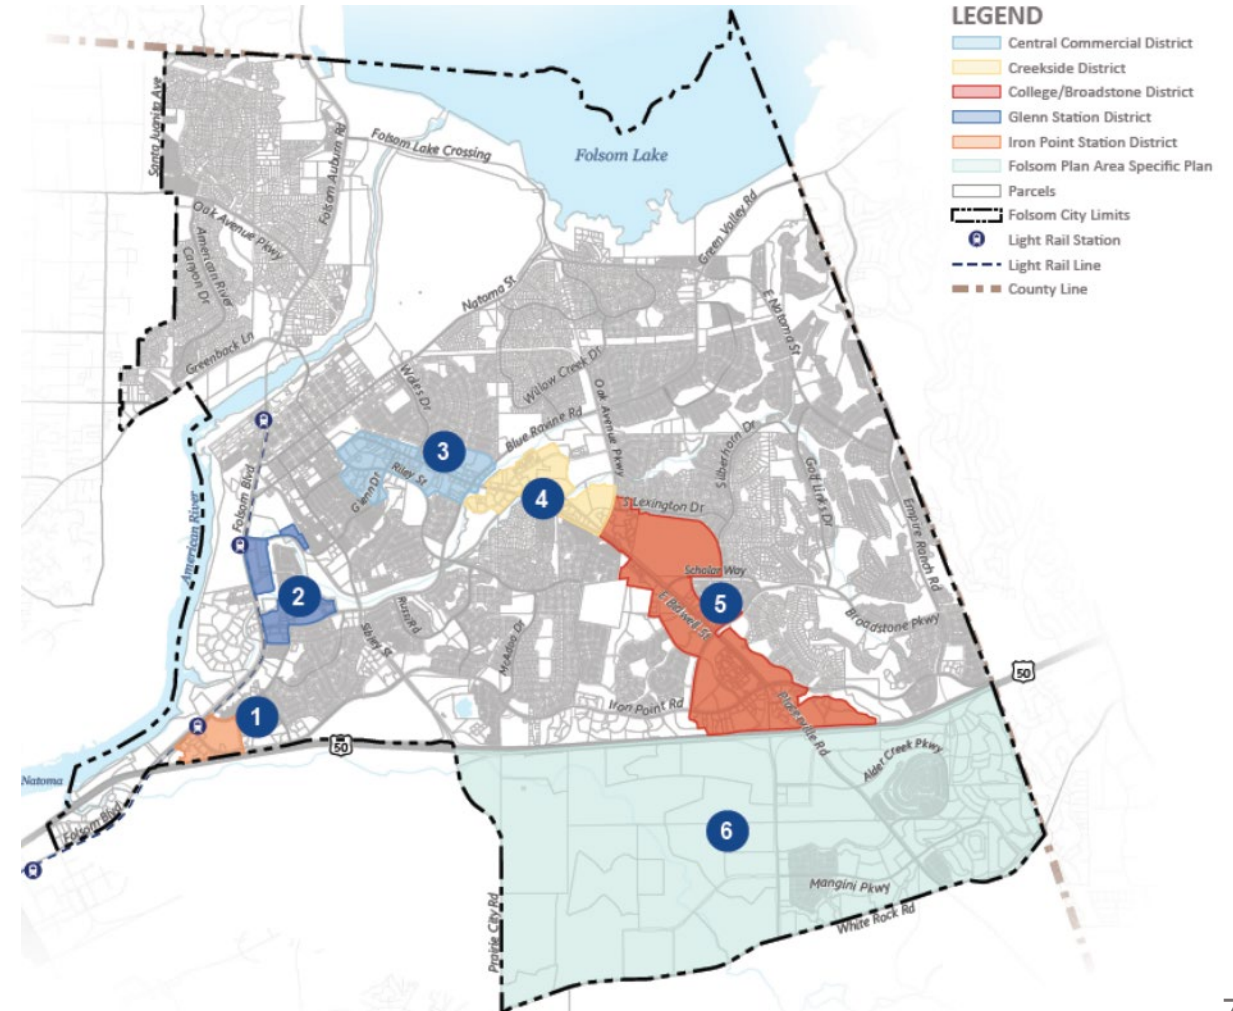 LEGEND
Central Commercial District
Creekside District
College/Broadstone District
Glenn Station District
Iron Point Station District
Folsom Plan Area Specific Plan
Parcels
Folsom City Limits
Light Rail Station
Light Rail Line
County Line
Santa Juanita Ave
Folsom Auburn Rd
Folsom Lake Crossing
Folsom Lake
Oak Avenue Pkwy
American River
Canyon Dr
Green Valley Rd
Natoma St
E Natoma St
Greenback Ln
Wales Dr
Willow Creek Dr
Oak Avenue Pkwy
Blue Ravine Rd
3
Riley St
Glenn Dr
4
Silberhorn Dr
Golf Links Dr
Empire Ranch Rd
S Lexington Dr
Folsom Blvd
American River
Scholar Way
2
5
E Bidwell St
Broadstone Pkwy
Russi Rd
Sibley St
McAdoo Dr
50
1
Iron Point Rd
Placerville Rd
50
Alder Creek Pkwy
Natoma
Folsom Blvd
6
Mangini Pkwy
White Rock Rd
Prairie City Rd